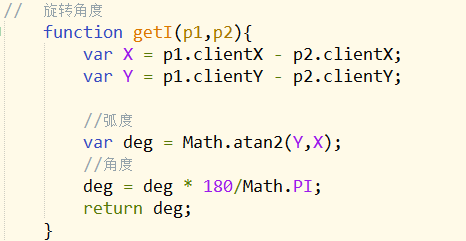 //  旋转角度
function getI(p1,p2){
var X = p1.clientX - p2.clientX;
var Y = p1.clientY - p2.clientY;
//弧度
var deg = Math.atan2(Y,X);
//角度
deg = deg * 180/Math.PI;
return deg;
}